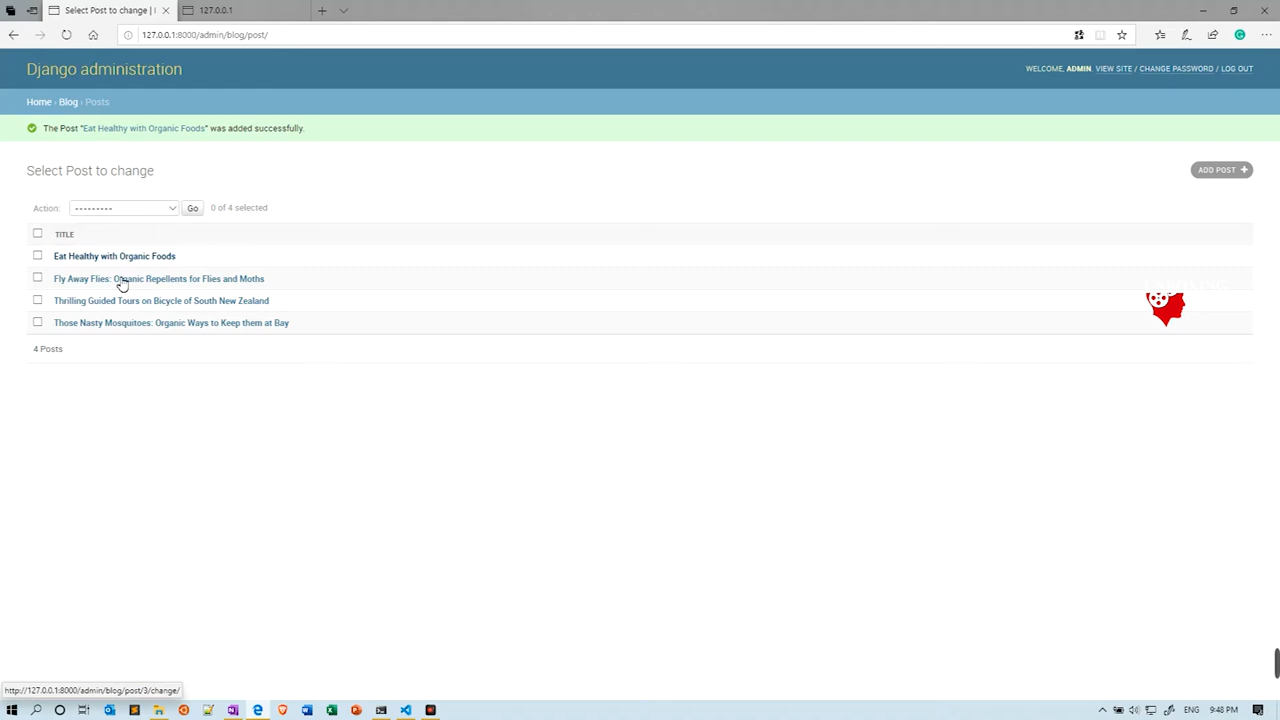 Select Post to change |
127.0.0.1
127.0.0.1:8000/admin/blog/post/
Django administration
WELCOME, ADMIN. VIEW SITE / CHANGE PASSWORD / LOG OUT
Home › Blog › Posts
The Post "Eat Healthy with Organic Foods" was added successfully.
Select Post to change
ADD POST +
Action: --------- Go 0 of 4 selected
TITLE
Eat Healthy with Organic Foods
Fly Away Flies: Organic Repellents for Flies and Moths
Thrilling Guided Tours on Bicycle of South New Zealand
Those Nasty Mosquitoes: Organic Ways to Keep them at Bay
4 Posts
http://127.0.0.1:8000/admin/blog/post/3/change/
ENG 9:48 PM